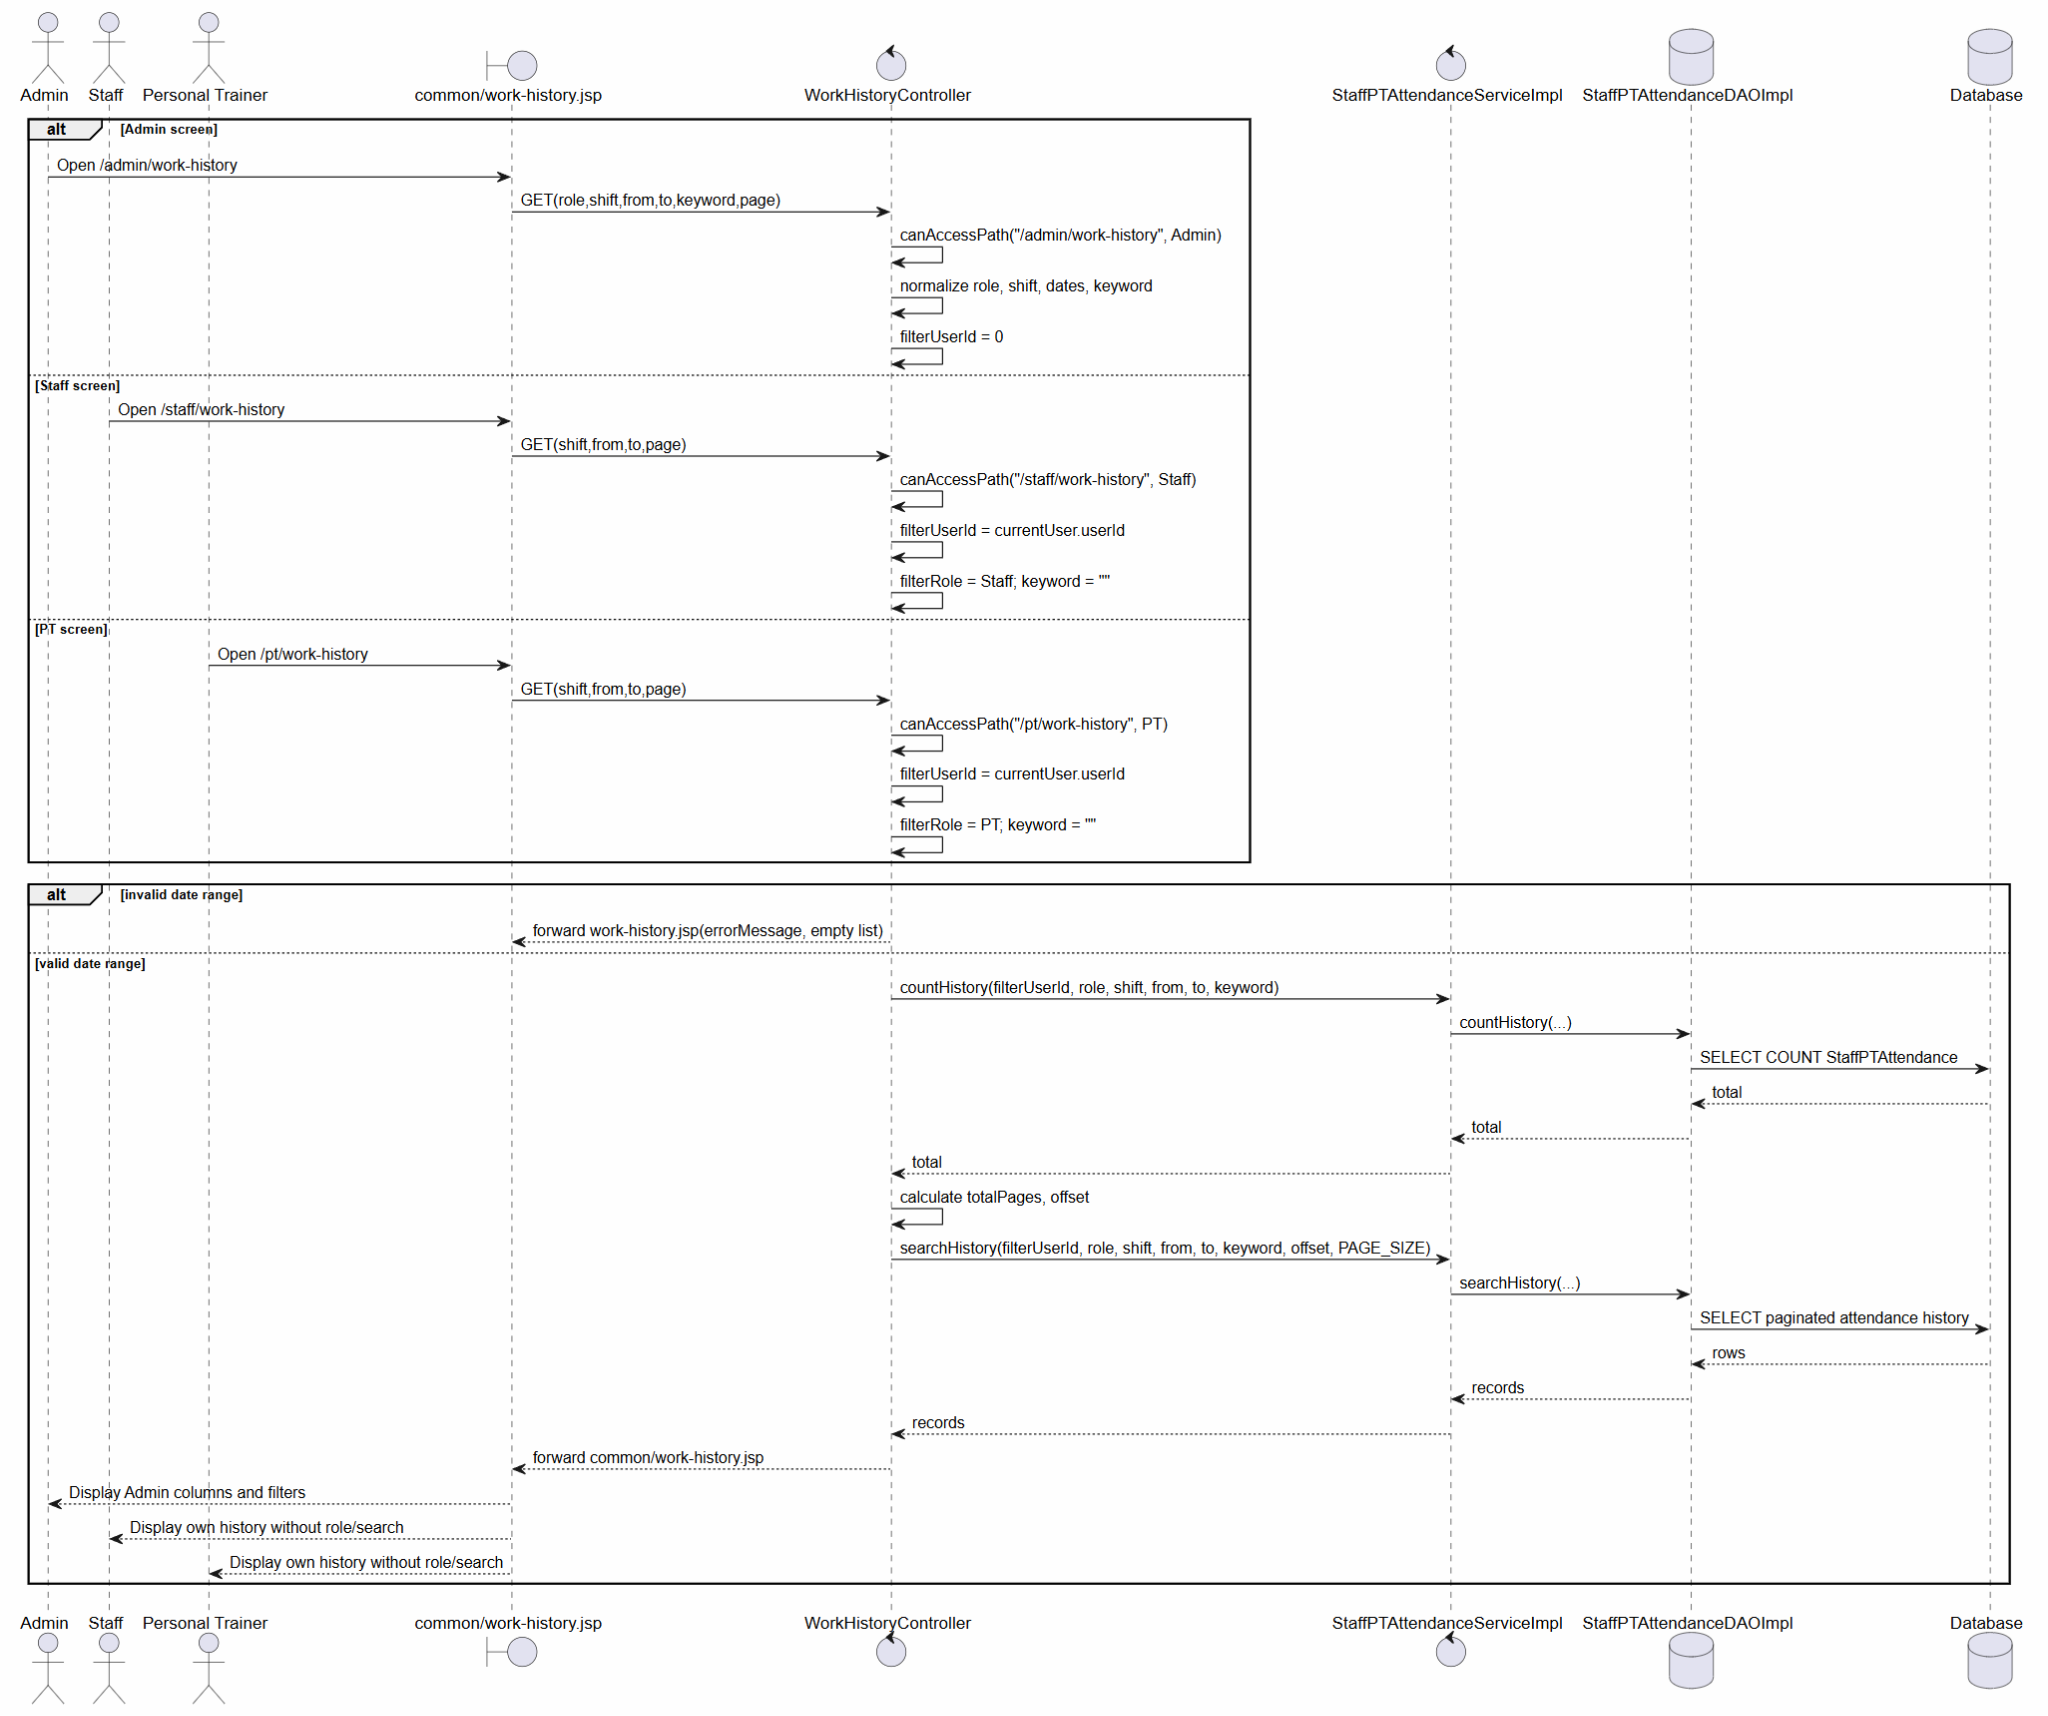 Admin Staff Personal Trainer common/work-history.jsp WorkHistoryController StaffPTAttendanceServiceImpl StaffPTAttendanceDAOImpl Database
alt [Admin screen]
Open /admin/work-history
GET(role,shift,from,to,keyword,page)
canAccessPath("/admin/work-history", Admin)
normalize role, shift, dates, keyword
filterUserId = 0
[Staff screen]
Open /staff/work-history
GET(shift,from,to,page)
canAccessPath("/staff/work-history", Staff)
filterUserId = currentUser.userId
filterRole = Staff; keyword = ""
[PT screen]
Open /pt/work-history
GET(shift,from,to,page)
canAccessPath("/pt/work-history", PT)
filterUserId = currentUser.userId
filterRole = PT; keyword = ""
alt [invalid date range]
forward work-history.jsp(errorMessage, empty list)
[valid date range]
countHistory(filterUserId, role, shift, from, to, keyword)
countHistory(...)
SELECT COUNT StaffPTAttendance
total
total
total
calculate totalPages, offset
searchHistory(filterUserId, role, shift, from, to, keyword, offset, PAGE_SIZE)
searchHistory(...)
SELECT paginated attendance history
rows
records
records
forward common/work-history.jsp
Display Admin columns and filters
Display own history without role/search
Display own history without role/search
Admin Staff Personal Trainer common/work-history.jsp WorkHistoryController StaffPTAttendanceServiceImpl StaffPTAttendanceDAOImpl Database